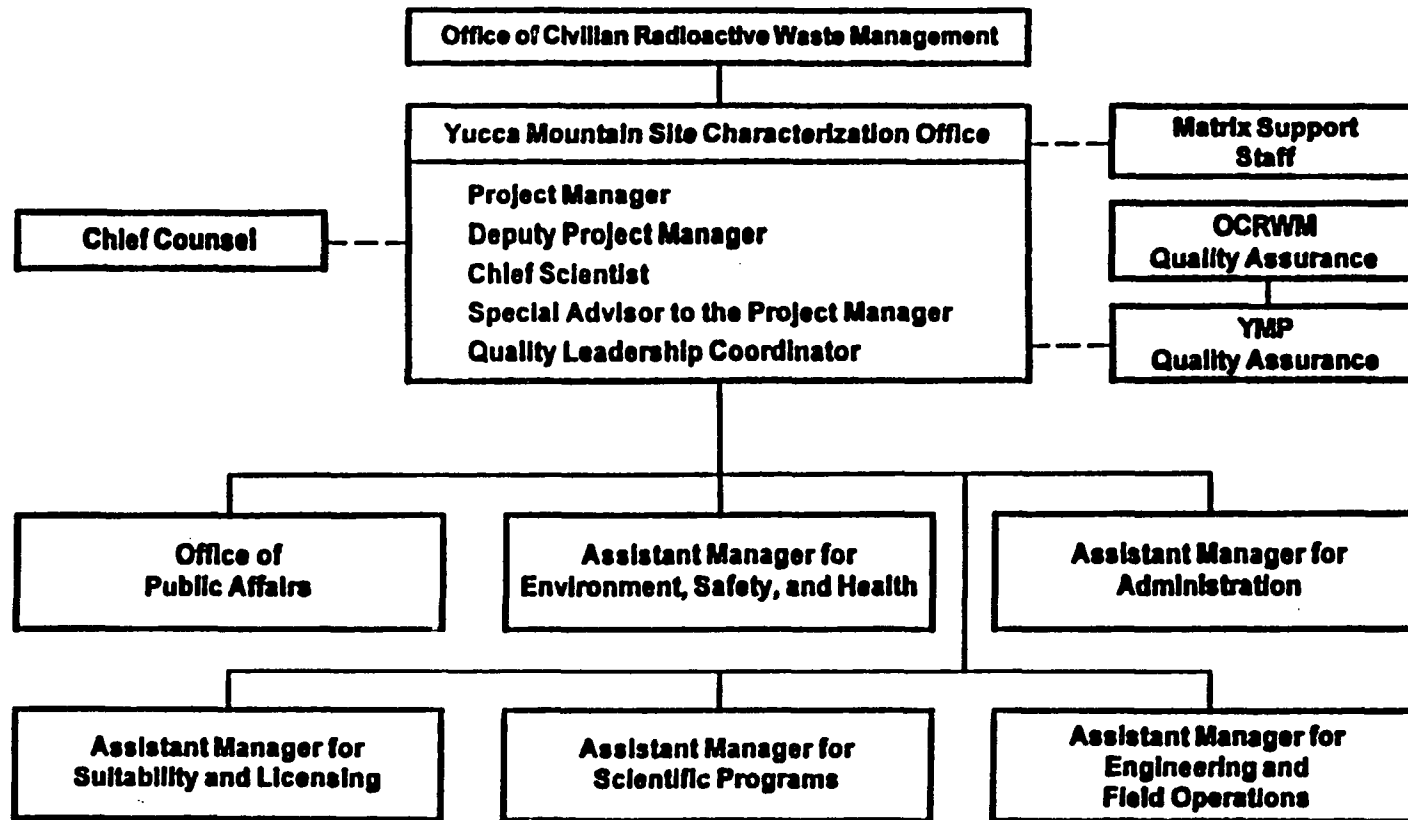 Office of Civilian Radioactive Waste Management
Yucca Mountain Site Characterization Office
Project Manager
Deputy Project Manager
Chief Scientist
Special Advisor to the Project Manager
Quality Leadership Coordinator
Chief Counsel
Matrix Support
Staff
OCRWM
Quality Assurance
YMP
Quality Assurance
Office of
Public Affairs
Assistant Manager for
Environment, Safety, and Health
Assistant Manager for
Administration
Assistant Manager for
Suitability and Licensing
Assistant Manager for
Scientific Programs
Assistant Manager for
Engineering and
Field Operations